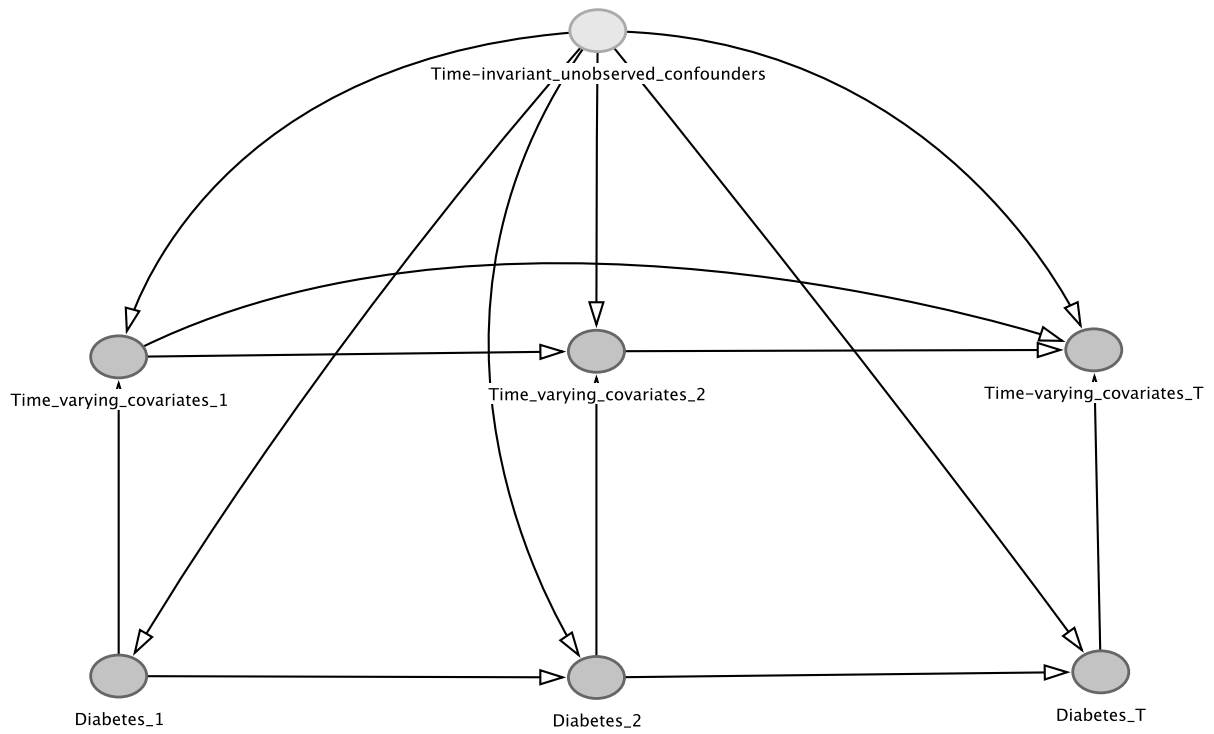 Time-invariant_unobserved_confounders
Time_varying_covariates_1
Time_varying_covariates_2
Time-varying_covariates_T
Diabetes_1
Diabetes_2
Diabetes_T